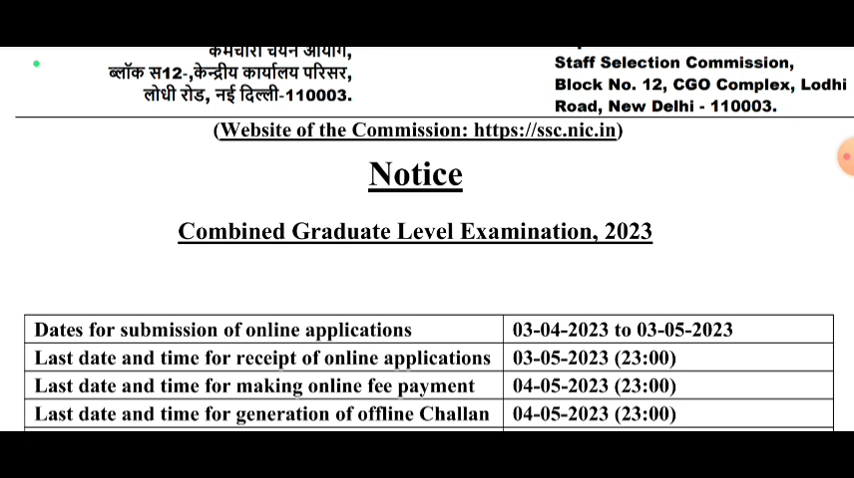 कर्मचारी चयन आयोग,
ब्लॉक स12-,केन्द्रीय कार्यालय परिसर,
लोधी रोड, नई दिल्ली-110003.
Staff Selection Commission,
Block No. 12, CGO Complex, Lodhi
Road, New Delhi - 110003.
(Website of the Commission: https://ssc.nic.in)
Notice
Combined Graduate Level Examination, 2023
Dates for submission of online applications 03-04-2023 to 03-05-2023
Last date and time for receipt of online applications 03-05-2023 (23:00)
Last date and time for making online fee payment 04-05-2023 (23:00)
Last date and time for generation of offline Challan 04-05-2023 (23:00)